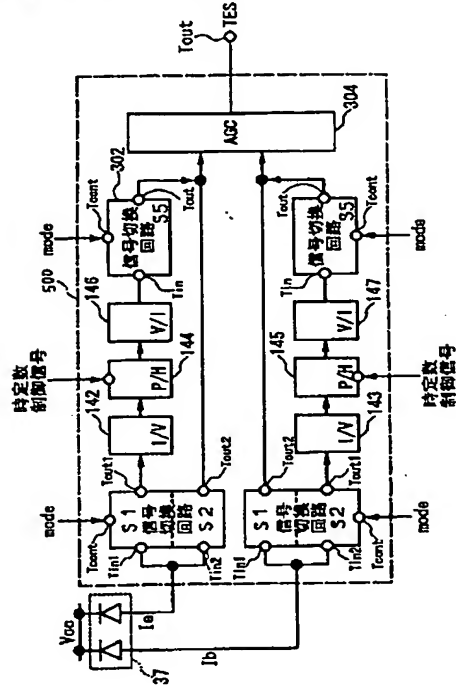 Vcc
37
Ia
Ib
500
mode
Tcont
Tin1
Tin2
S1
信号切換
回路
S2
Tout1
Tout2
142
I/V
時定数
制御信号
144
P/H
146
V/I
mode
Tcont
302
Tin
信号切換
回路
S5
Tout
AGC
304
Tout
TES
Tin1
Tin2
S1
信号切換
回路
S2
Tout2
Tout1
Tcont
mode
143
I/V
145
P/H
時定数
制御信号
147
V/I
Tin
信号切換
回路
S5
Tout
Tcont
mode